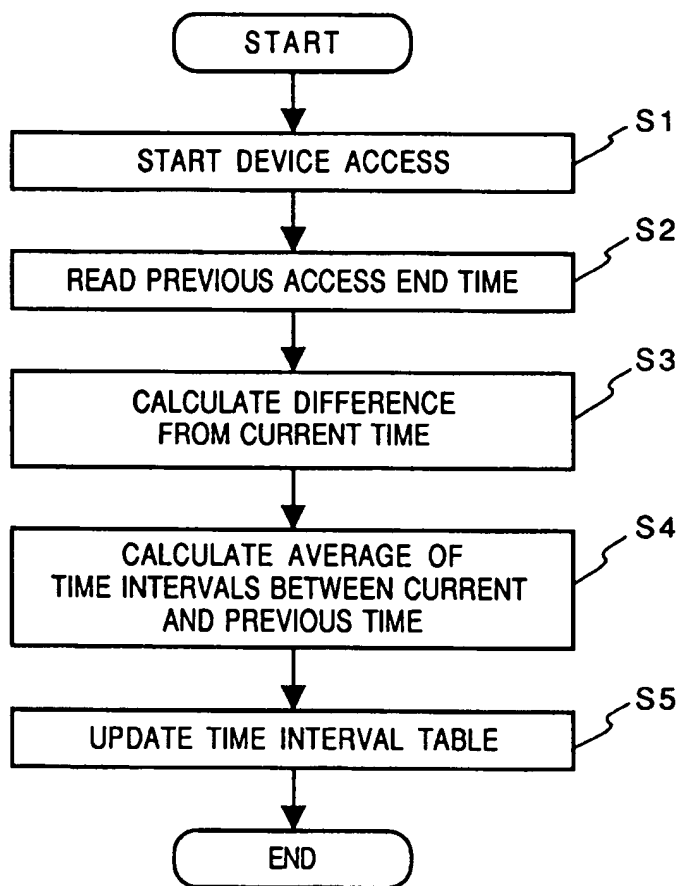 START
S1
START DEVICE ACCESS
S2
READ PREVIOUS ACCESS END TIME
S3
CALCULATE DIFFERENCE
FROM CURRENT TIME
S4
CALCULATE AVERAGE OF
TIME INTERVALS BETWEEN CURRENT
AND PREVIOUS TIME
S5
UPDATE TIME INTERVAL TABLE
END